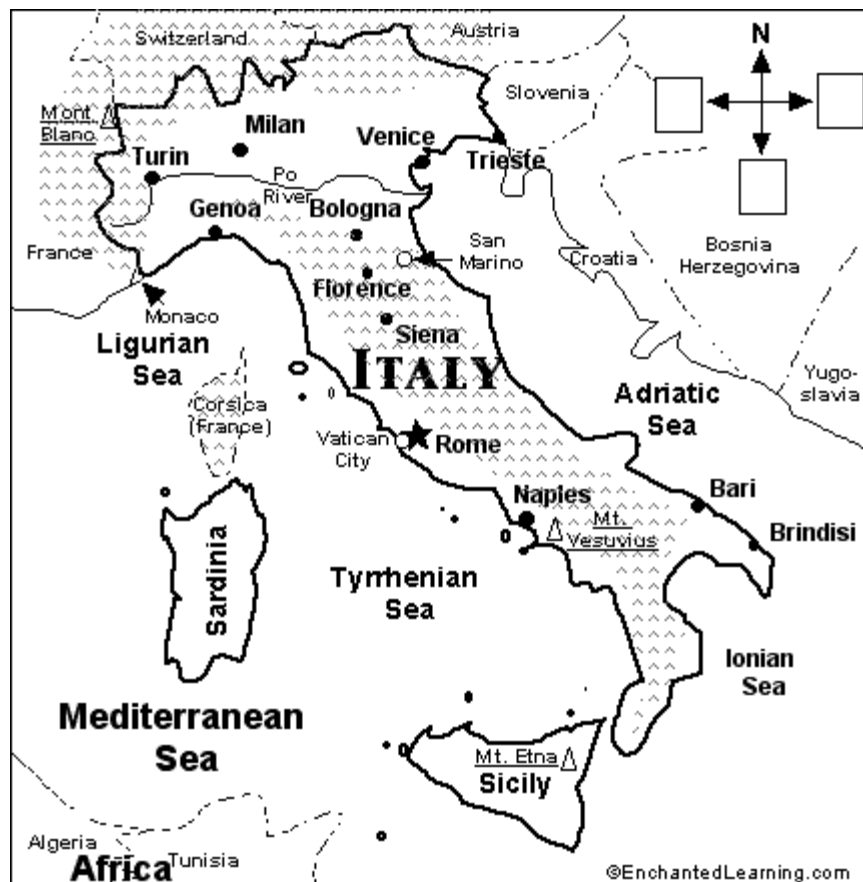 Switzerland
Austria
N
Slovenia
Mont
Blanc
Milan
Venice
Trieste
Turin
Po
River
Genoa
Bologna
San
Marino
Croatia
Bosnia
Herzegovina
France
Florence
Monaco
Siena
Ligurian
Sea
ITALY
Yugo-
slavia
Corsica
(France)
Adriatic
Sea
Vatican
City
Rome
Naples
Bari
Mt.
Vesuvius
Brindisi
Sardinia
Tyrrhenian
Sea
Ionian
Sea
Mediterranean
Sea
Mt. Etna
Sicily
Algeria
Tunisia
Africa
©EnchantedLearning.com